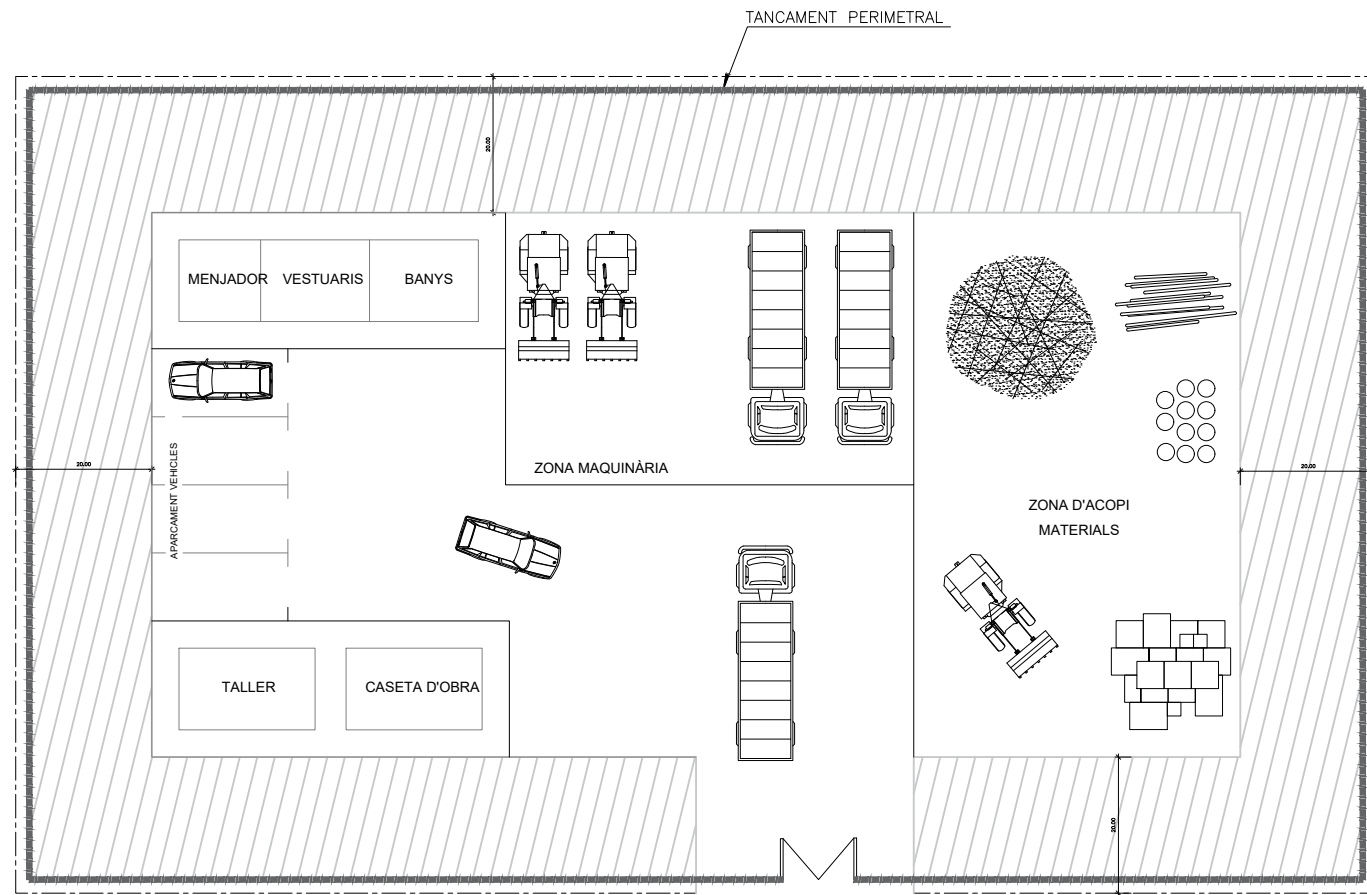 TANCAMENT PERIMETRAL
20.00
MENJADOR
VESTUARIS
BANYS
ZONA MAQUINÀRIA
APARCAMENT VEHICLES
20.00
20.00
ZONA D'ACOPI
MATERIALS
TALLER
CASETA D'OBRA
20.00